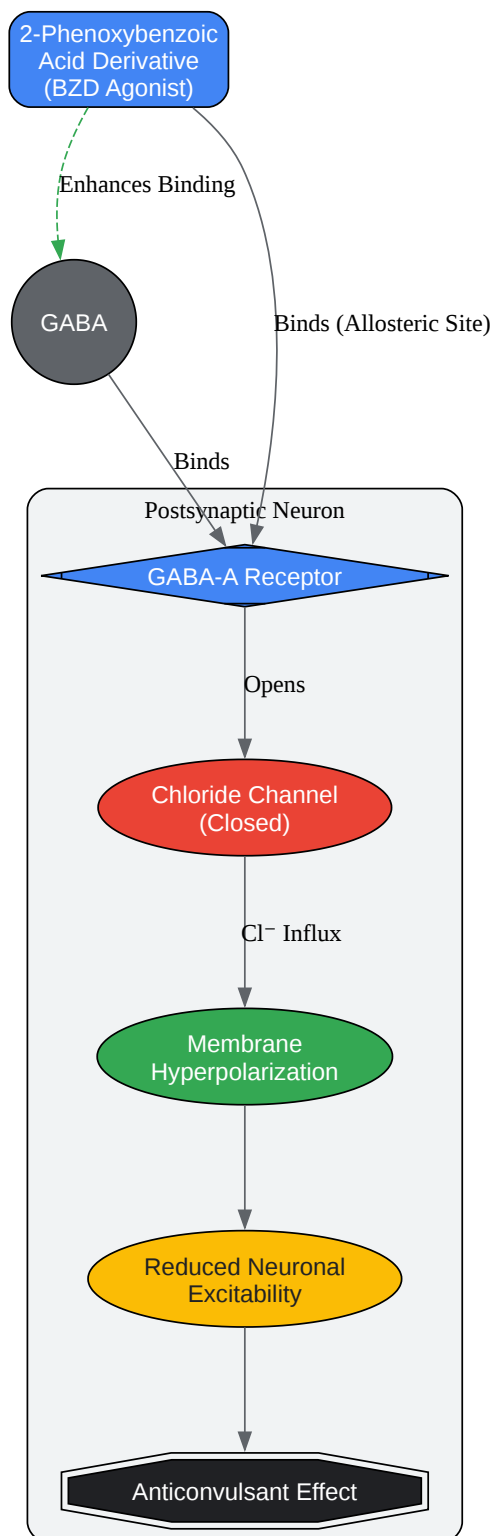 2-Phenoxybenzoic
Acid Derivative
(BZD Agonist)
Enhances Binding
GABA
Binds (Allosteric Site)
Binds
Postsynaptic Neuron
GABA-A Receptor
Opens
Chloride Channel
(Closed)
Cl⁻ Influx
Membrane
Hyperpolarization
Reduced Neuronal
Excitability
Anticonvulsant Effect